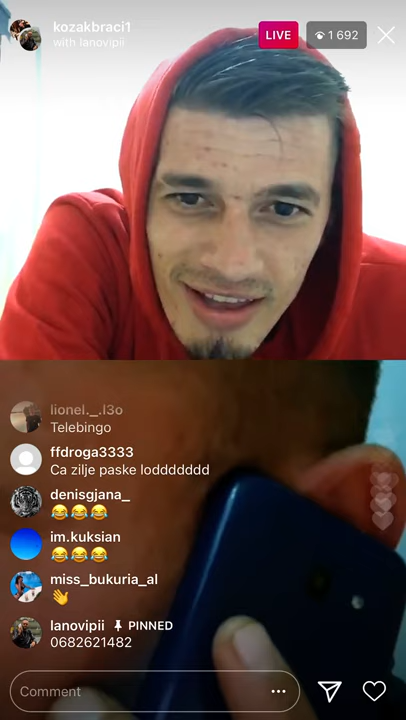 kozakbraci1
with lanovipii
LIVE
1 692
lionel._.l3o
Telebingo
ffdroga3333
Ca zilje paske loddddddd
denisgjana_
😂😂😂
im.kuksian
😂😂😂
miss_bukuria_al
👋
lanovipii PINNED
0682621482
Comment